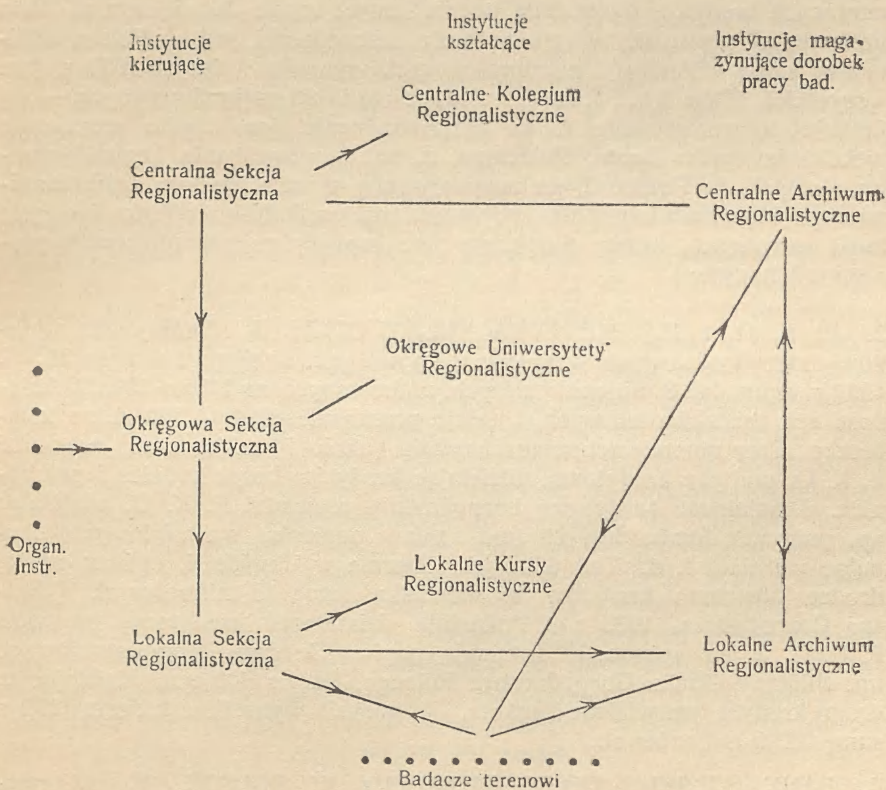 Instytucje
kierujące
Instytucje
kształcące
Instytucje maga-
zynujące dorobek
pracy bad.
Centralne Kolegjum
Regjonalistyczne
Centralna Sekcja
Regjonalistyczna
Centralne Archiwum
Regjonalistyczne
Okręgowe Uniwersytety
Regjonalistyczne
Okręgowa Sekcja
Regjonalistyczna
Organ.
Instr.
Lokalne Kursy
Regjonalistyczne
Lokalna Sekcja
Regjonalistyczna
Lokalne Archiwum
Regjonalistyczne
Badacze terenowi